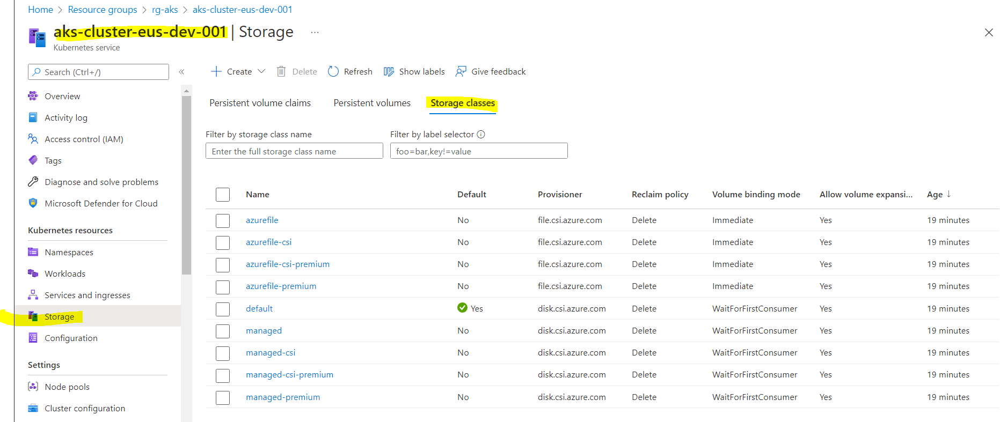 Home > Resource groups > rg-aks > aks-cluster-eus-dev-001
aks-cluster-eus-dev-001 | Storage ...
Kubernetes service
Search (Ctrl+/) «
Overview
Activity log
Access control (IAM)
Tags
Diagnose and solve problems
Microsoft Defender for Cloud
Kubernetes resources
Namespaces
Workloads
Services and ingresses
Storage
Configuration
Settings
Node pools
Cluster configuration
Create Delete Refresh Show labels Give feedback
Persistent volume claims Persistent volumes Storage classes
Filter by storage class name Filter by label selector
Enter the full storage class name foo=bar,key!=value
Name Default Provisioner Reclaim policy Volume binding mode Allow volume expansi... Age ↓
azurefile No file.csi.azure.com Delete Immediate Yes 19 minutes
azurefile-csi No file.csi.azure.com Delete Immediate Yes 19 minutes
azurefile-csi-premium No file.csi.azure.com Delete Immediate Yes 19 minutes
azurefile-premium No file.csi.azure.com Delete Immediate Yes 19 minutes
default Yes disk.csi.azure.com Delete WaitForFirstConsumer Yes 19 minutes
managed No disk.csi.azure.com Delete WaitForFirstConsumer Yes 19 minutes
managed-csi No disk.csi.azure.com Delete WaitForFirstConsumer Yes 19 minutes
managed-csi-premium No disk.csi.azure.com Delete WaitForFirstConsumer Yes 19 minutes
managed-premium No disk.csi.azure.com Delete WaitForFirstConsumer Yes 19 minutes